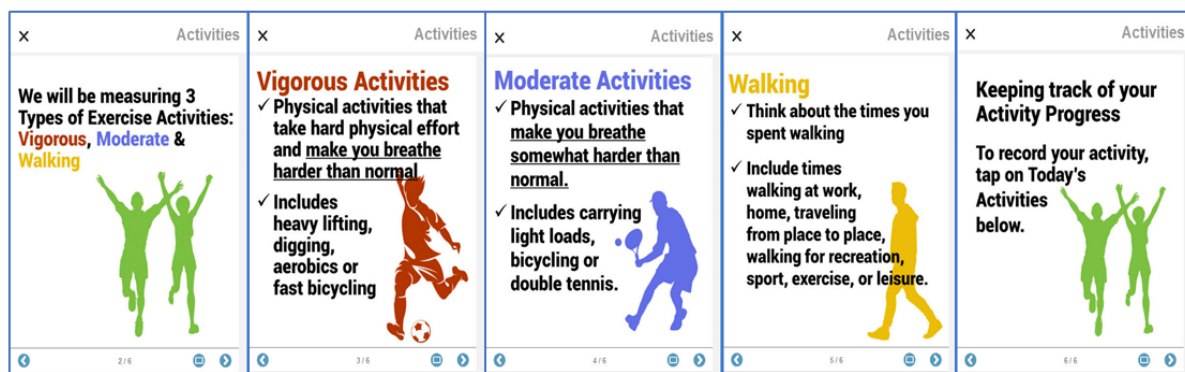 X Activities
We will be measuring 3
Types of Exercise Activities:
Vigorous, Moderate &
Walking
2/6
X Activities
Vigorous Activities
✓ Physical activities that
take hard physical effort
and make you breathe
harder than normal
✓ Includes
heavy lifting,
digging,
aerobics or
fast bicycling
3/6
X Activities
Moderate Activities
✓ Physical activities that
make you breathe
somewhat harder than
normal.
✓ Includes carrying
light loads,
bicycling or
double tennis.
4/6
X Activities
Walking
✓ Think about the times you
spent walking
✓ Include times
walking at work,
home, traveling
from place to place,
walking for recreation,
sport, exercise, or leisure.
5/6
X Activities
Keeping track of your
Activity Progress
To record your activity,
tap on Today's
Activities
below.
6/6